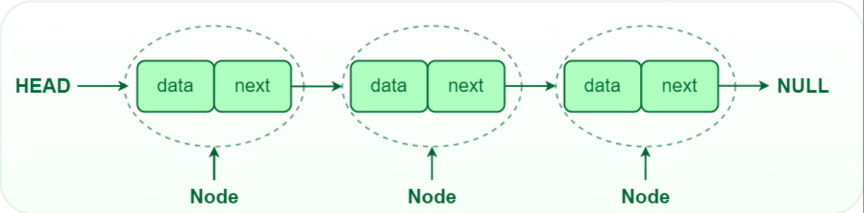 HEAD data next data next data next NULL
Node Node Node